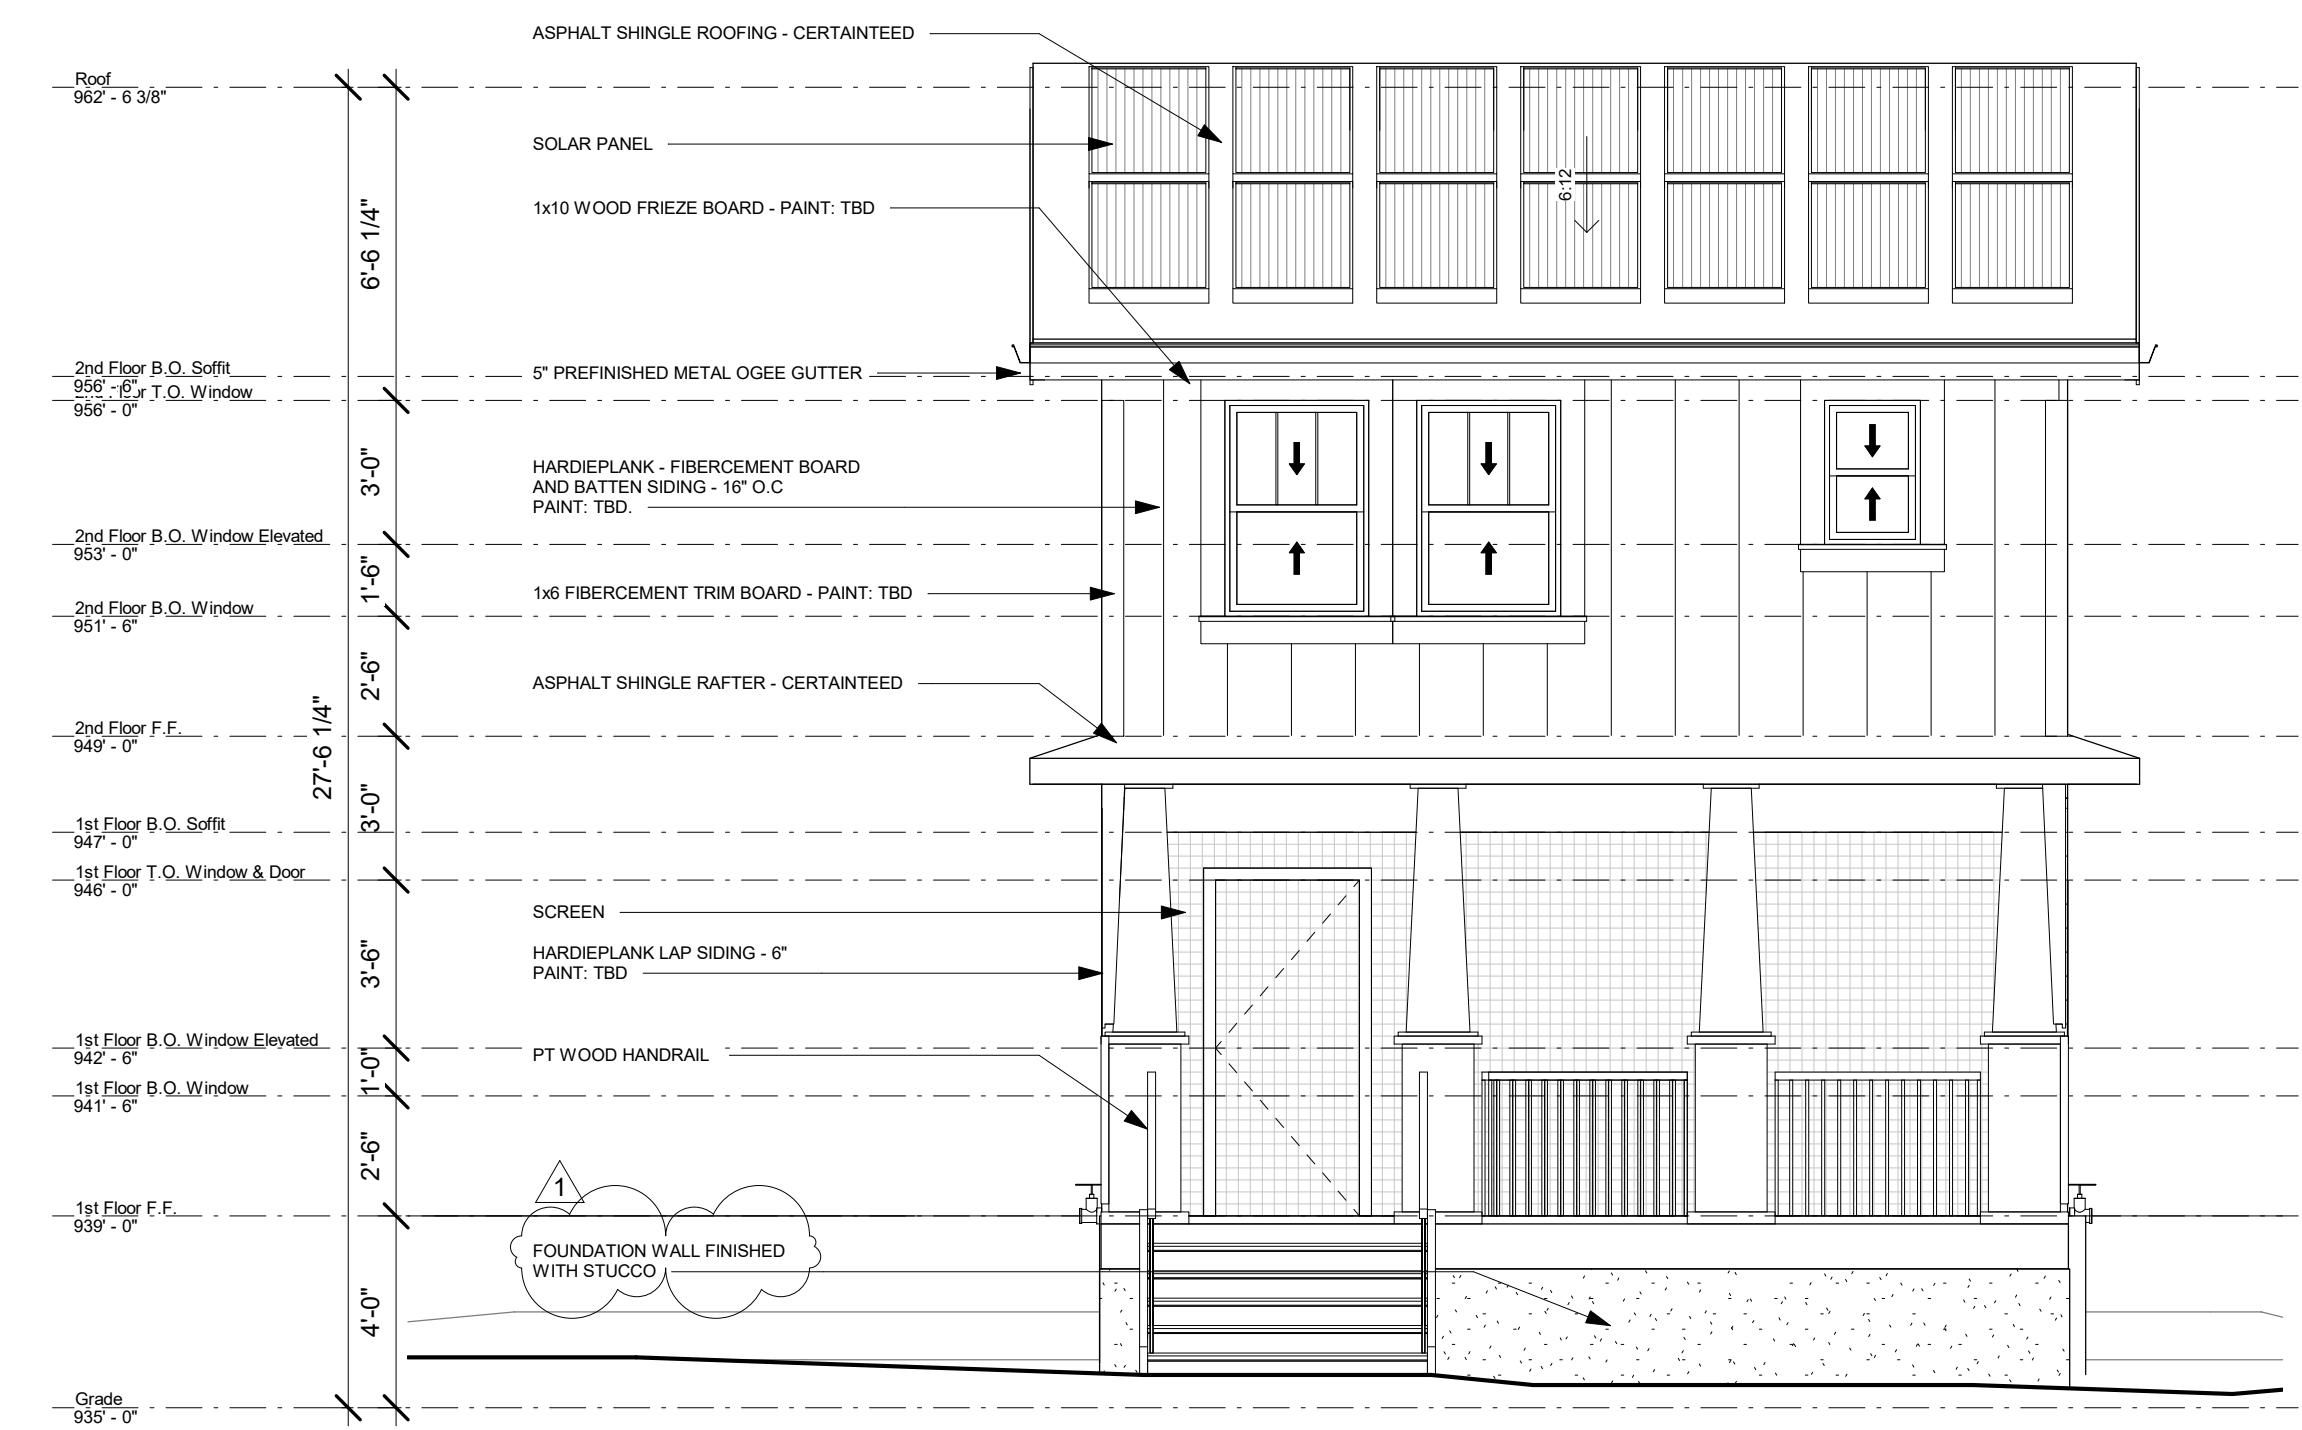 ASPHALT SHINGLE ROOFING - CERTAINTEED
Roof
962' - 6 3/8"
SOLAR PANEL
6:12
1x10 WOOD FRIEZE BOARD - PAINT: TBD
6'-6 1/4"
2nd Floor B.O. Soffit
956' - 6"
5" PREFINISHED METAL OGEE GUTTER
T.O. Window
956' - 0"
3'-0"
HARDIEPLANK - FIBERCEMENT BOARD
AND BATTEN SIDING - 16" O.C
PAINT: TBD.
2nd Floor B.O. Window Elevated
953' - 0"
1'-6"
1x6 FIBERCEMENT TRIM BOARD - PAINT: TBD
2nd Floor B.O. Window
951' - 6"
2'-6"
ASPHALT SHINGLE RAFTER - CERTAINTEED
2nd Floor F.F.
949' - 0"
27'-6 1/4"
3'-0"
1st Floor B.O. Soffit
947' - 0"
1st Floor T.O. Window & Door
946' - 0"
SCREEN
3'-6"
HARDIEPLANK LAP SIDING - 6"
PAINT: TBD
1st Floor B.O. Window Elevated
942' - 6"
PT WOOD HANDRAIL
1'-0"
1st Floor B.O. Window
941' - 6"
2'-6"
1
1st Floor F.F.
939' - 0"
FOUNDATION WALL FINISHED
WITH STUCCO
4'-0"
Grade
935' - 0"